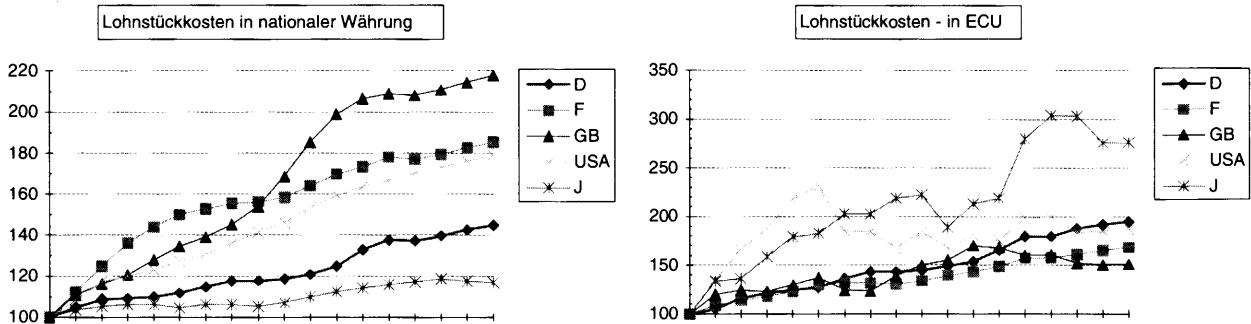 Lohnstückkosten in nationaler Währung
220
200
180
160
140
120
100
D
F
GB
USA
J
Lohnstückkosten - in ECU
350
300
250
200
150
100
D
F
GB
USA
J